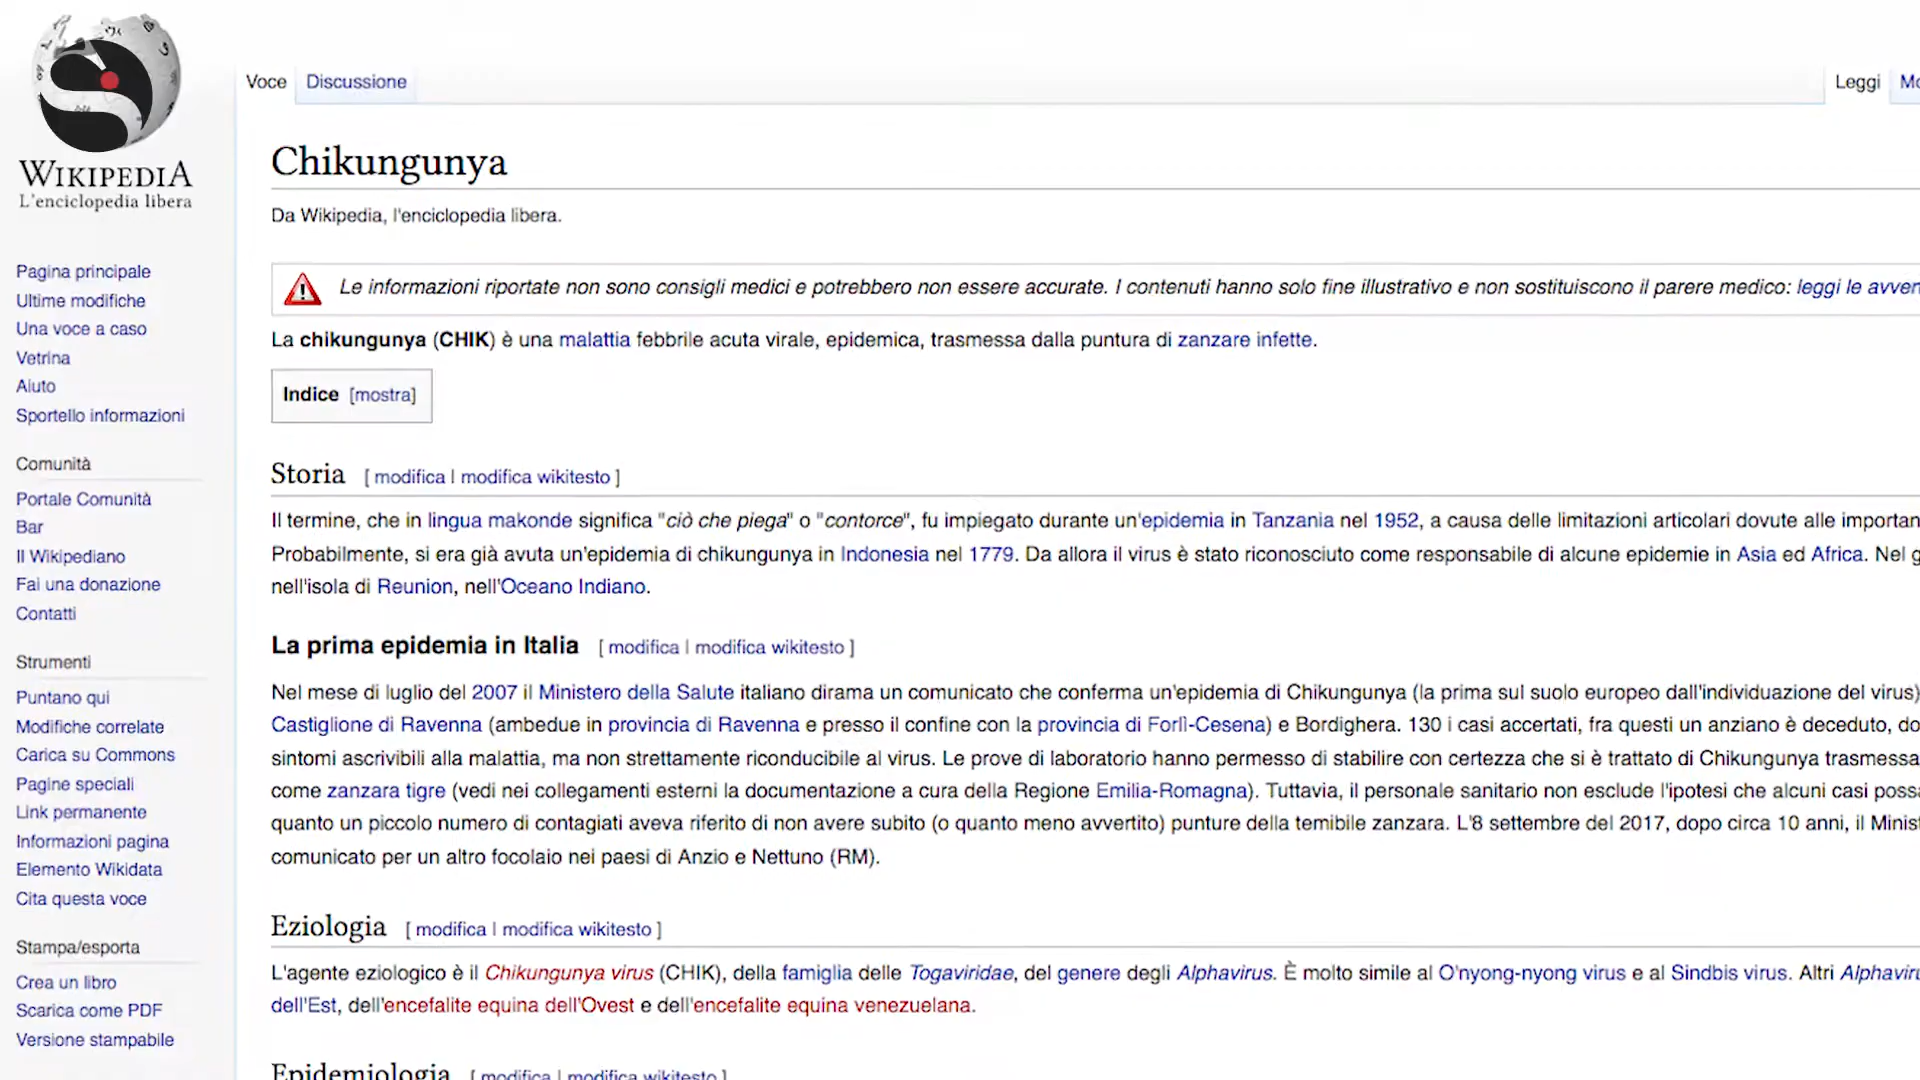 WIKIPEDIA
L'enciclopedia libera
Voce Discussione Leggi
Chikungunya
Da Wikipedia, l'enciclopedia libera.
Le informazioni riportate non sono consigli medici e potrebbero non essere accurate. I contenuti hanno solo fine illustrativo e non sostituiscono il parere medico: leggi le avver
La chikungunya (CHIK) è una malattia febbrile acuta virale, epidemica, trasmessa dalla puntura di zanzare infette.
Indice [mostra]
Storia [ modifica | modifica wikitesto ]
Il termine, che in lingua makonde significa "ciò che piega" o "contorce", fu impiegato durante un'epidemia in Tanzania nel 1952, a causa delle limitazioni articolari dovute alle importan
Probabilmente, si era già avuta un'epidemia di chikungunya in Indonesia nel 1779. Da allora il virus è stato riconosciuto come responsabile di alcune epidemie in Asia ed Africa. Nel g
nell'isola di Reunion, nell'Oceano Indiano.
La prima epidemia in Italia [ modifica | modifica wikitesto ]
Nel mese di luglio del 2007 il Ministero della Salute italiano dirama un comunicato che conferma un'epidemia di Chikungunya (la prima sul suolo europeo dall'individuazione del virus)
Castiglione di Ravenna (ambedue in provincia di Ravenna e presso il confine con la provincia di Forlì-Cesena) e Bordighera. 130 i casi accertati, fra questi un anziano è deceduto, do
sintomi ascrivibili alla malattia, ma non strettamente riconducibile al virus. Le prove di laboratorio hanno permesso di stabilire con certezza che si è trattato di Chikungunya trasmessa
come zanzara tigre (vedi nei collegamenti esterni la documentazione a cura della Regione Emilia-Romagna). Tuttavia, il personale sanitario non esclude l'ipotesi che alcuni casi poss
quanto un piccolo numero di contagiati aveva riferito di non avere subito (o quanto meno avvertito) punture della temibile zanzara. L'8 settembre del 2017, dopo circa 10 anni, il Minist
comunicato per un altro focolaio nei paesi di Anzio e Nettuno (RM).
Eziologia [ modifica | modifica wikitesto ]
L'agente eziologico è il Chikungunya virus (CHIK), della famiglia delle Togaviridae, del genere degli Alphavirus. È molto simile al O'nyong-nyong virus e al Sindbis virus. Altri Alphaviru
dell'Est, dell'encefalite equina dell'Ovest e dell'encefalite equina venezuelana.
Epidemiologia [ modifica | modifica wikitesto ]
Pagina principale
Ultime modifiche
Una voce a caso
Vetrina
Aiuto
Sportello informazioni
Comunità
Portale Comunità
Bar
Il Wikipediano
Fai una donazione
Contatti
Strumenti
Puntano qui
Modifiche correlate
Carica su Commons
Pagine speciali
Link permanente
Informazioni pagina
Elemento Wikidata
Cita questa voce
Stampa/esporta
Crea un libro
Scarica come PDF
Versione stampabile